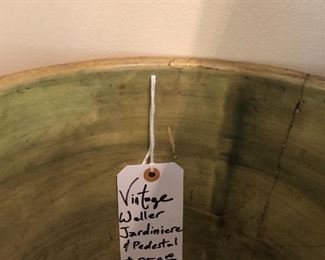 Vintage
Weller
Jardiniere
& Pedestal